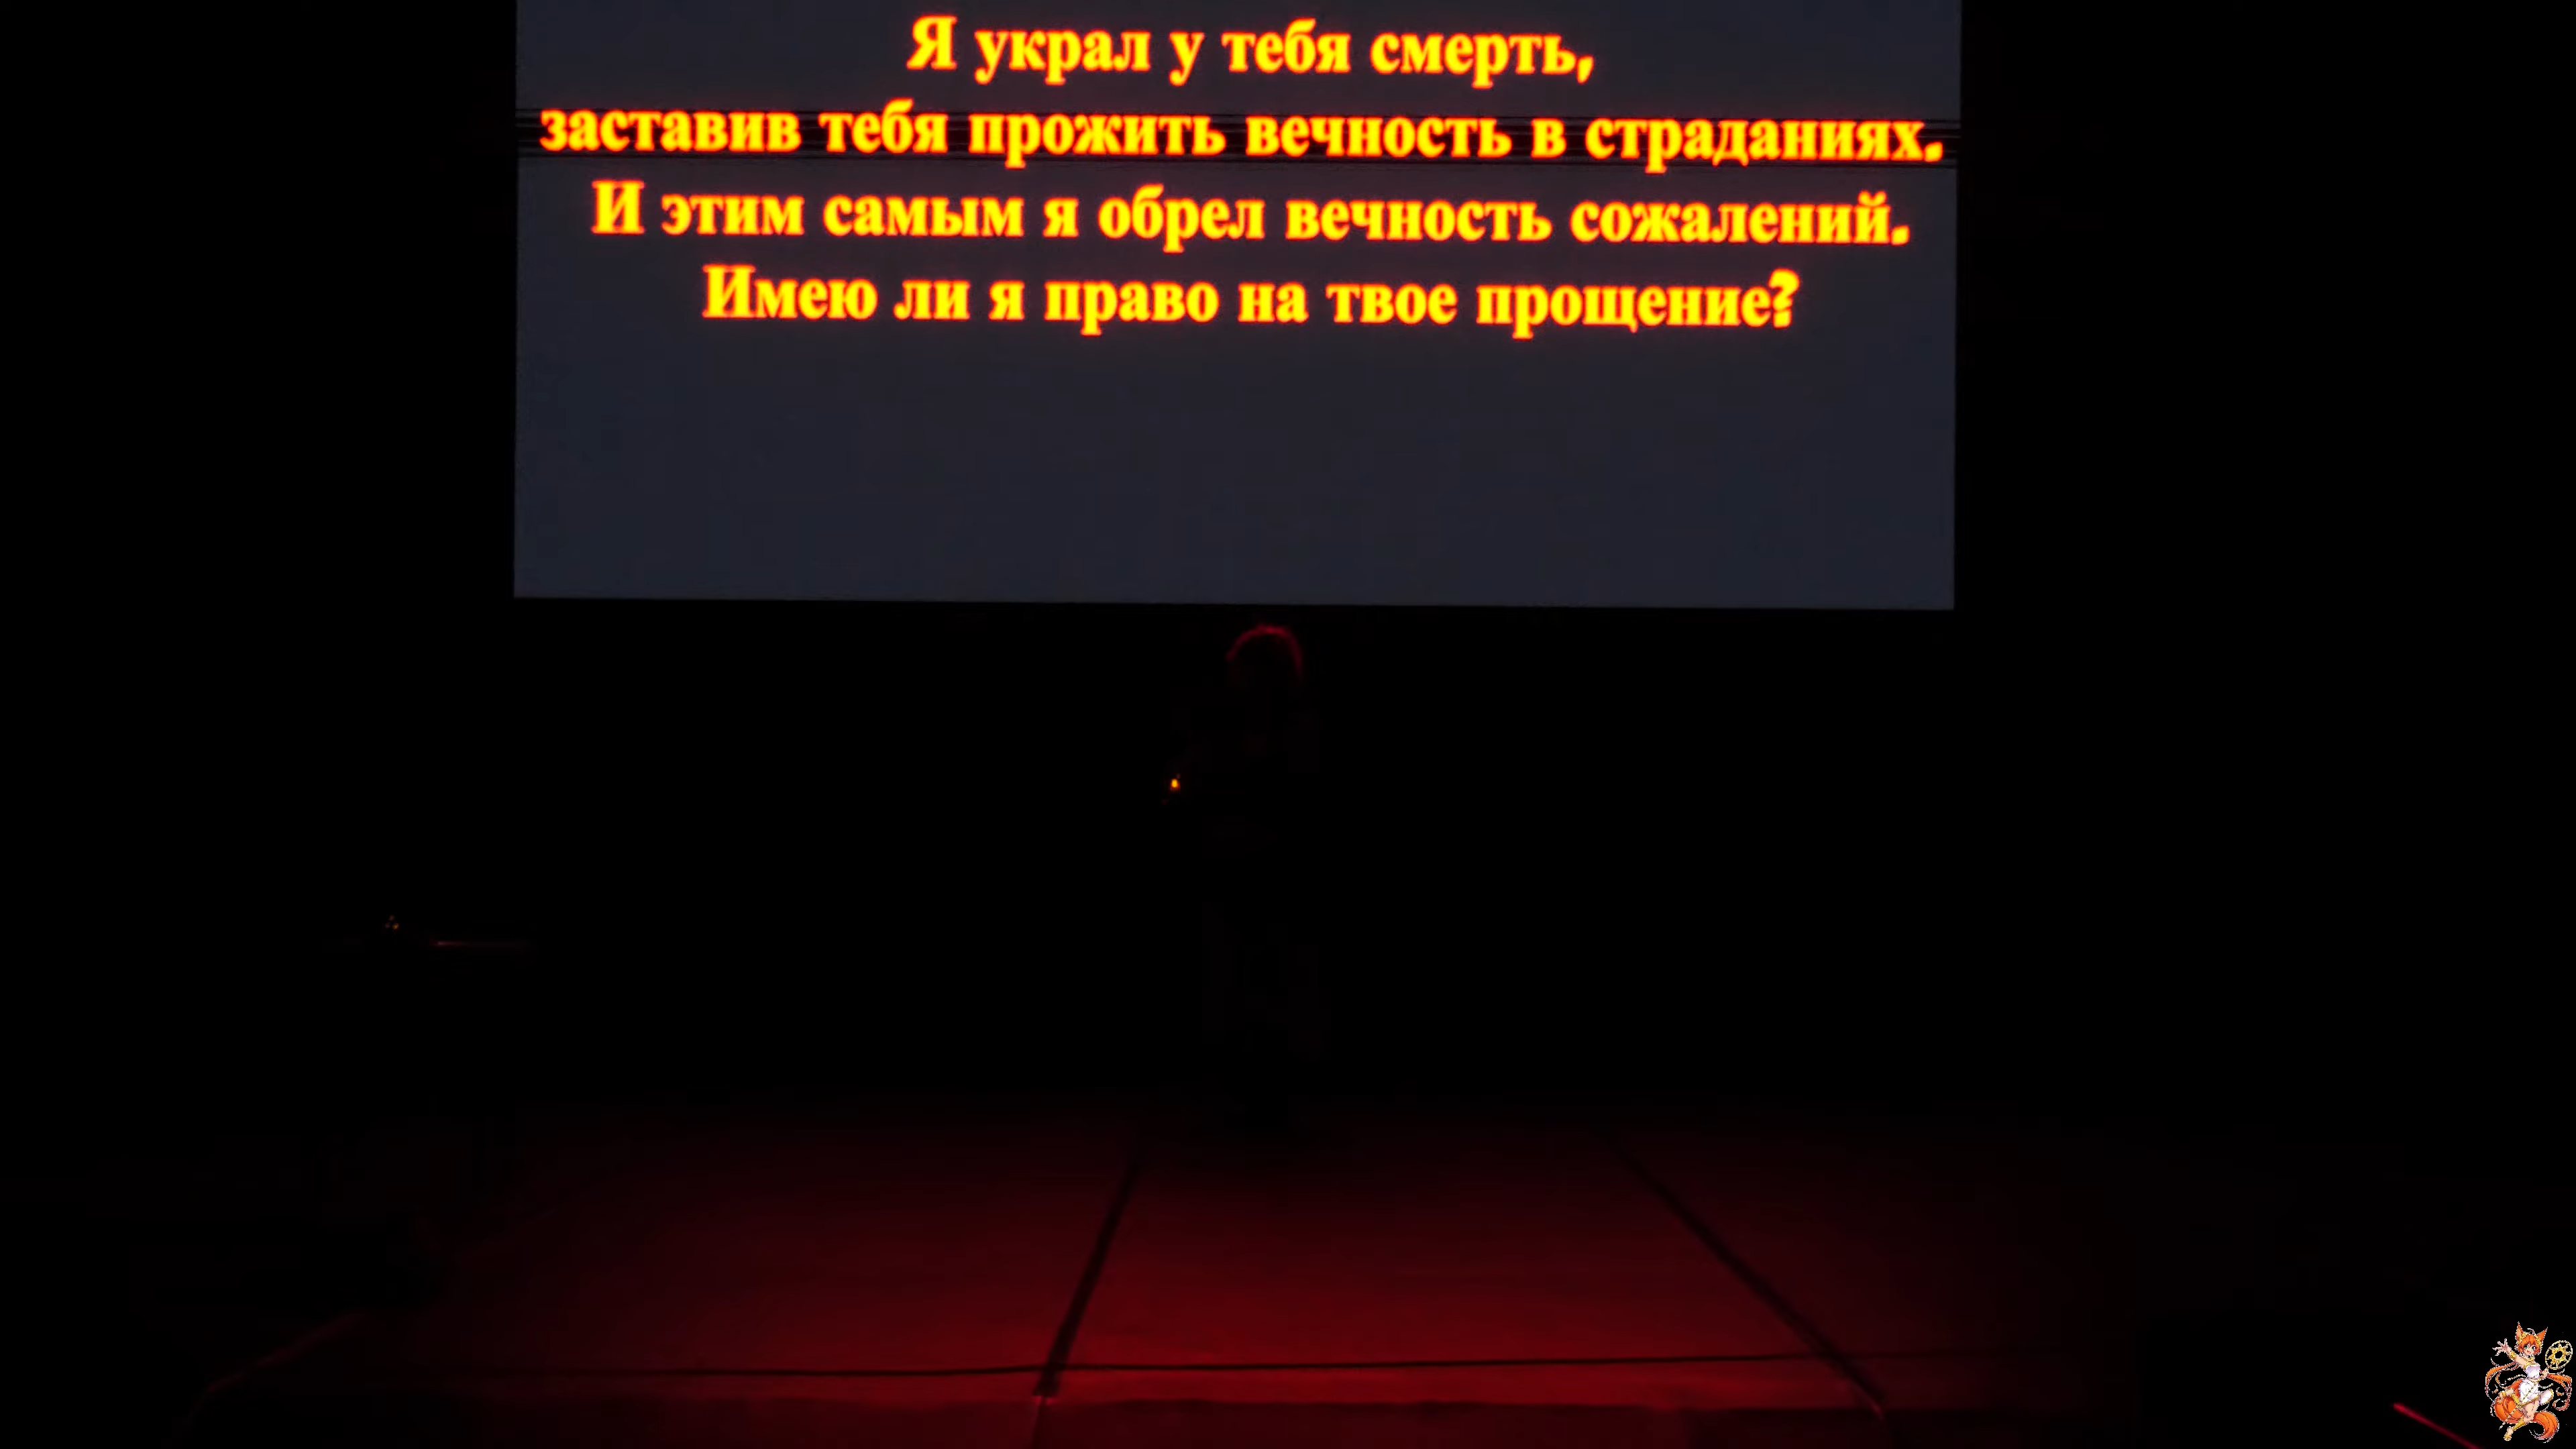 Я украл у тебя смерть,
заставив тебя прожить вечность в страданиях.
И этим самым я обрел вечность сожалений.
Имею ли я право на твое прощение?